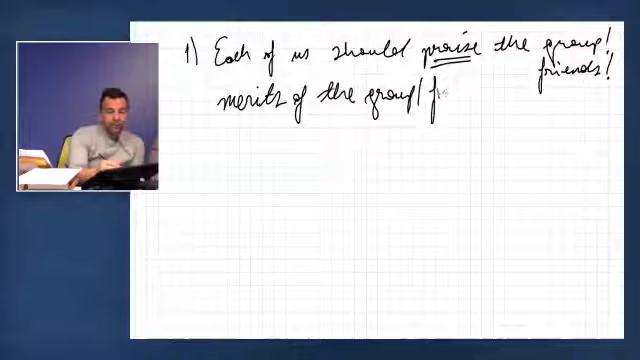 1) Each of us should praise the group/
friends!
merits of the group/ f